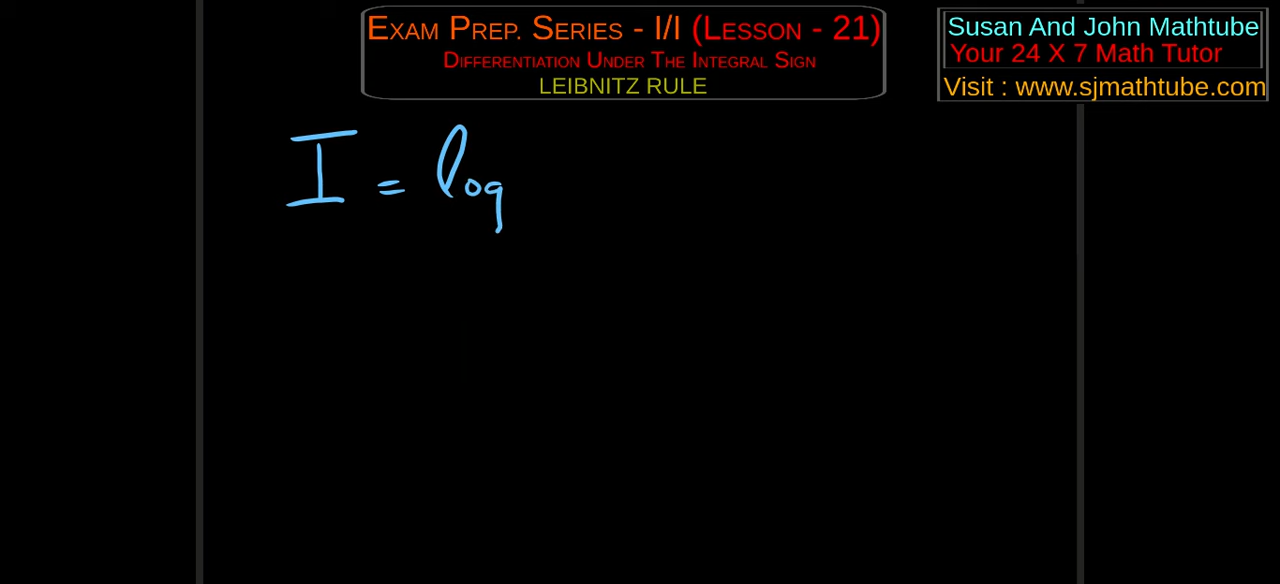 Exam Prep. Series - I/I (Lesson - 21)
Differentiation Under The Integral Sign
LEIBNITZ RULE
Susan And John Mathtube
Your 24 X 7 Math Tutor
Visit : www.sjmathtube.com
I = log